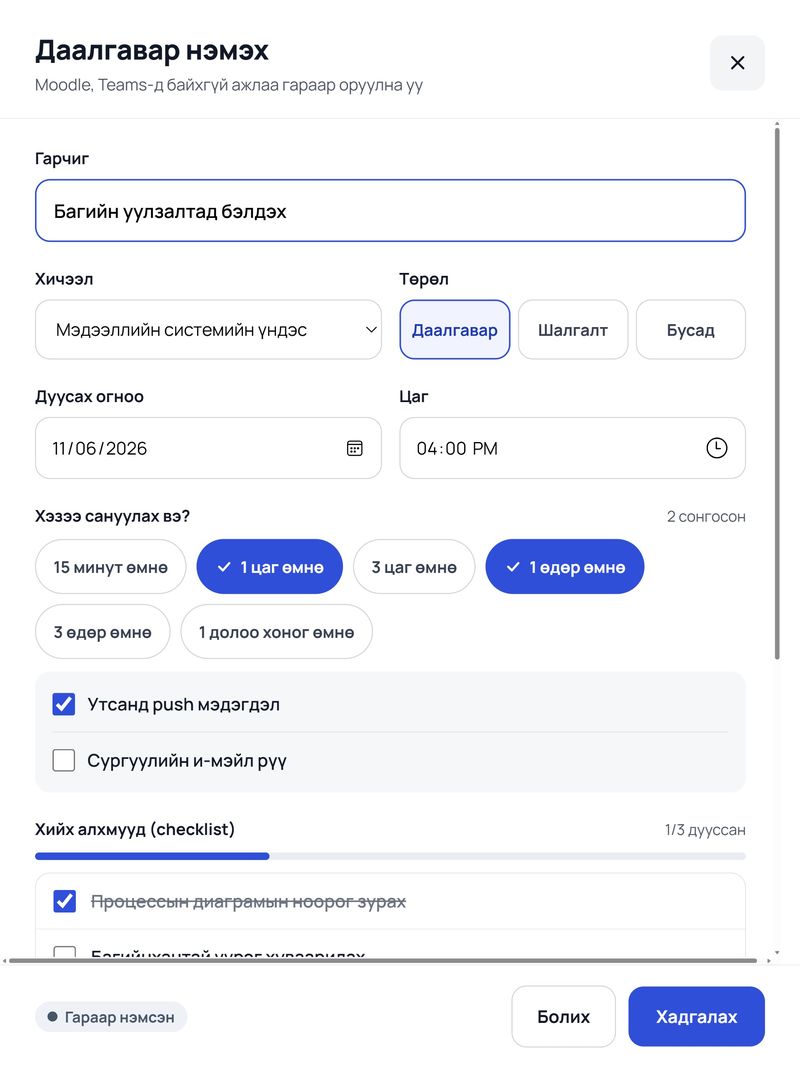 Даалгавар нэмэх
Moodle, Teams-д байхгүй ажлаа гараар оруулна уу
Гарчиг
Багийн уулзалтад бэлдэх
Хичээл
Төрөл
Мэдээллийн системийн үндэс
Даалгавар
Шалгалт
Бусад
Дуусах огноо
Цаг
11/06/2026
04:00 PM
Хэзээ сануулах вэ?
2 сонгосон
15 минут өмнө
1 цаг өмнө
3 цаг өмнө
1 өдөр өмнө
3 өдөр өмнө
1 долоо хоног өмнө
Утсанд push мэдэгдэл
Сургуулийн и-мэйл рүү
Хийх алхмууд (checklist)
1/3 дууссан
Процессын диаграмын ноорог зурах
Багийнхантай үүрэг хуваарилах
Гараар нэмсэн
Болих
Хадгалах